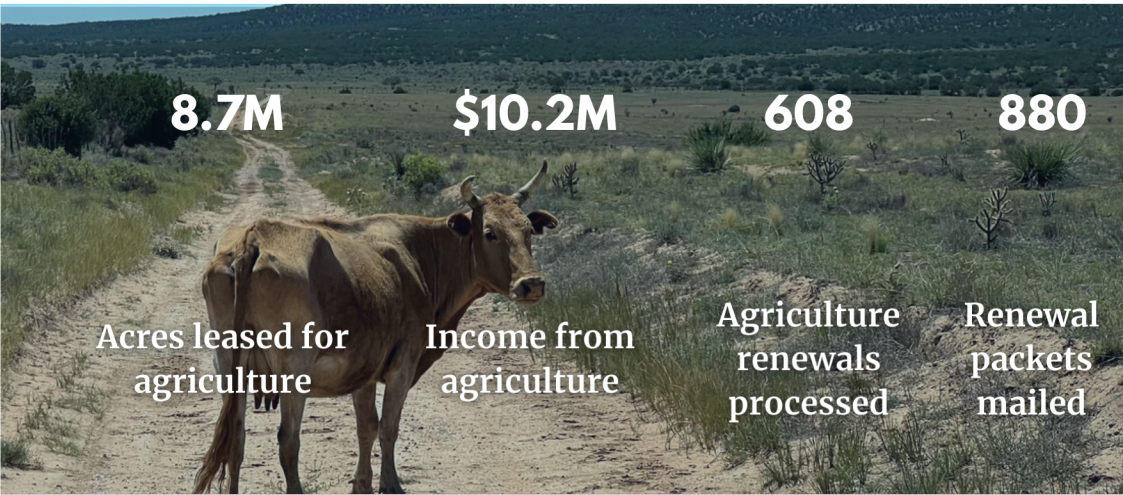 8.7M
$10.2M
608
880
Acres leased for
agriculture
Income from
agriculture
Agriculture
renewals
processed
Renewal
packets
mailed